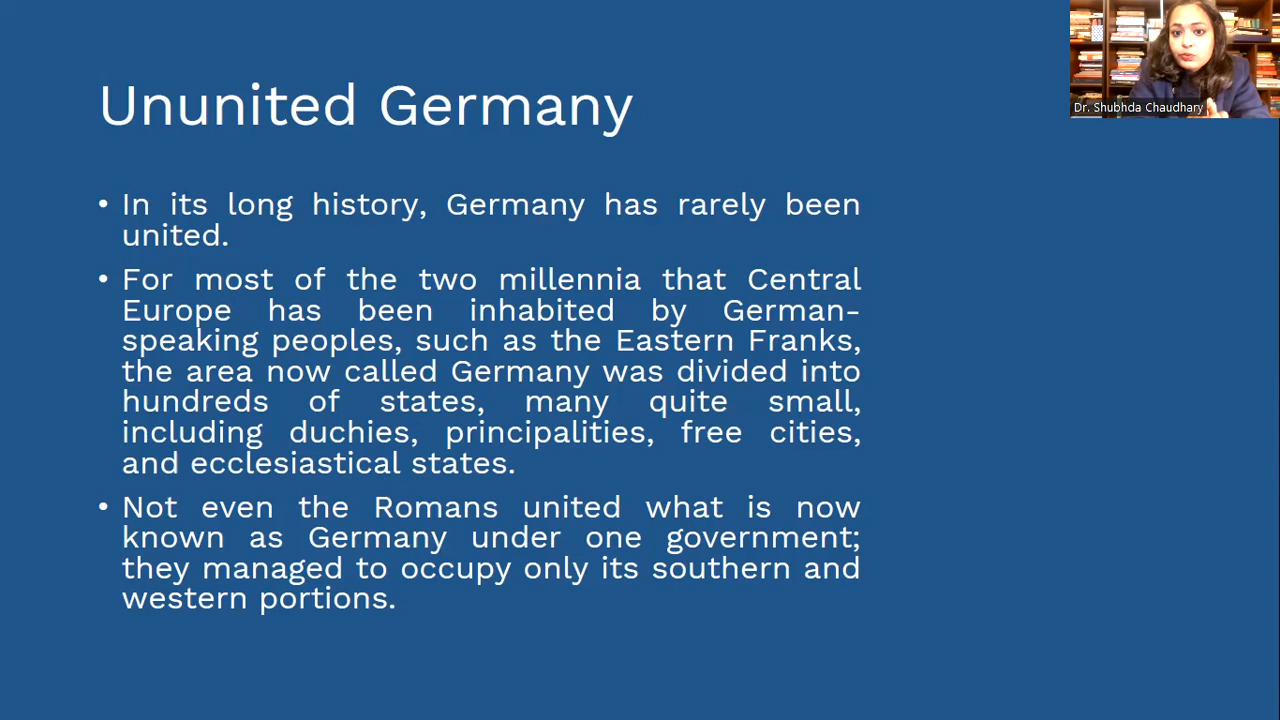 Ununited Germany
• In its long history, Germany has rarely been
united.
• For most of the two millennia that Central
Europe has been inhabited by German-
speaking peoples, such as the Eastern Franks,
the area now called Germany was divided into
hundreds of states, many quite small,
including duchies, principalities, free cities,
and ecclesiastical states.
• Not even the Romans united what is now
known as Germany under one government;
they managed to occupy only its southern and
western portions.
Dr. Shubhda Chaudhary